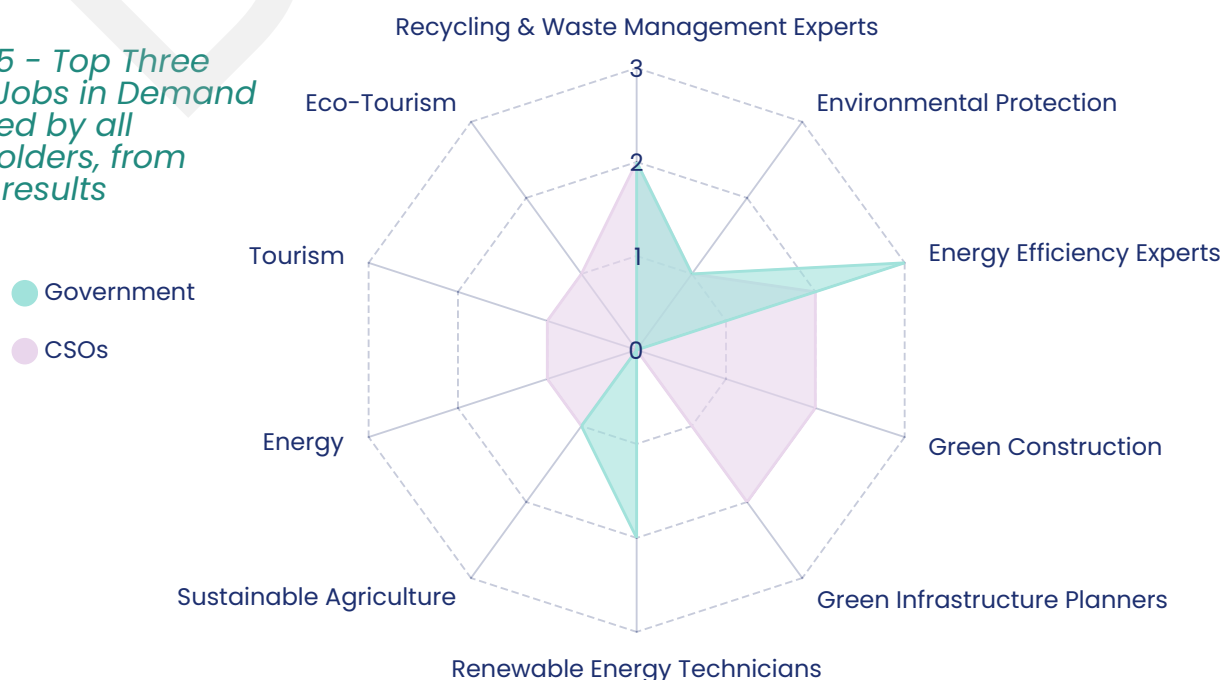 Recycling & Waste Management Experts
5 - Top Three
Jobs in Demand
ed by all
olders, from
results
Eco-Tourism
Environmental Protection
3
2
1
0
Tourism
Energy Efficiency Experts
Government
CSOs
Energy
Green Construction
Sustainable Agriculture
Green Infrastructure Planners
Renewable Energy Technicians